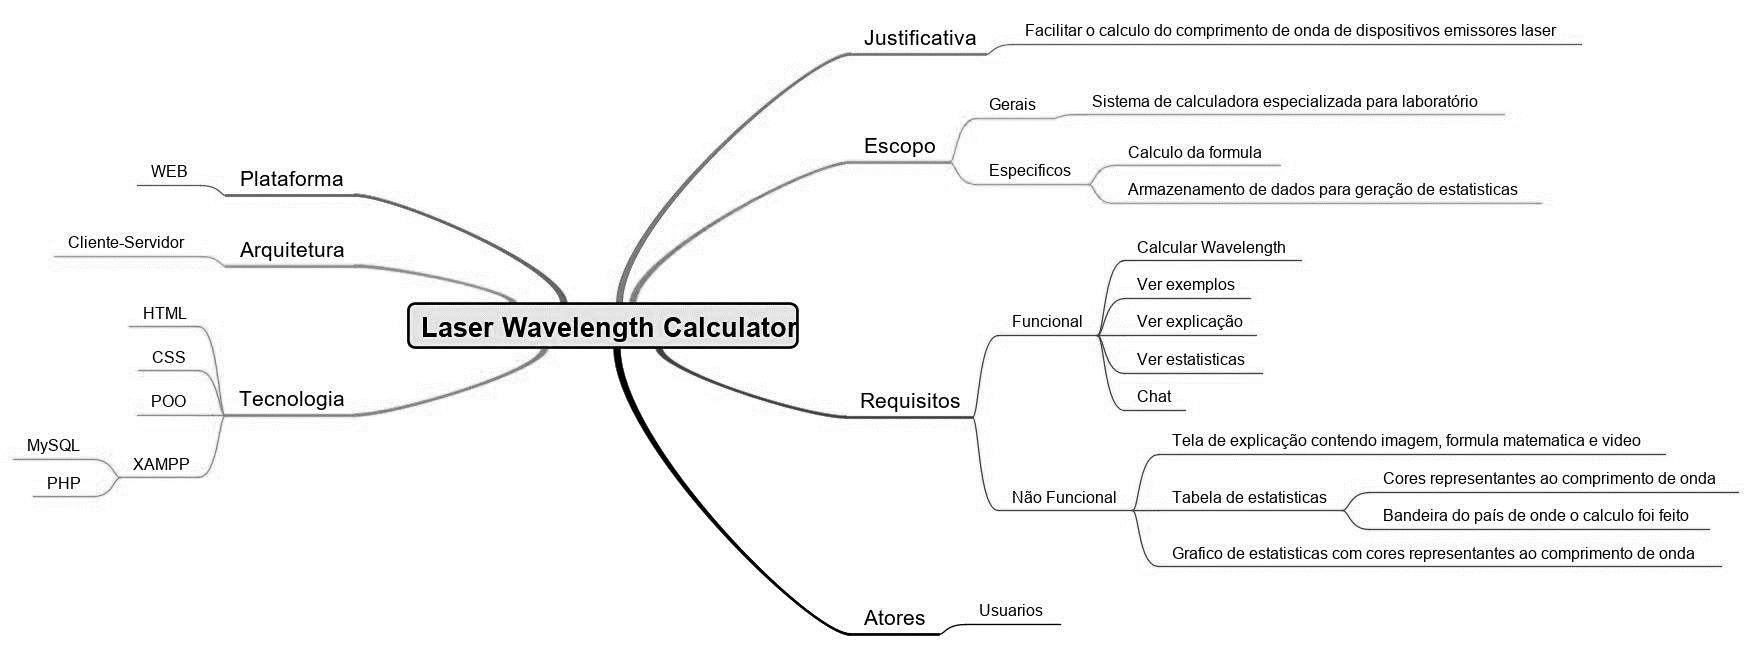 Laser Wavelength Calculator
Justificativa
Facilitar o calculo do comprimento de onda de dispositivos emissores laser
Escopo
Gerais
Sistema de calculadora especializada para laboratório
Especificos
Calculo da formula
Armazenamento de dados para geração de estatisticas
Requisitos
Funcional
Calcular Wavelength
Ver exemplos
Ver explicação
Ver estatisticas
Chat
Não Funcional
Tela de explicação contendo imagem, formula matematica e video
Tabela de estatisticas
Cores representantes ao comprimento de onda
Bandeira do país de onde o calculo foi feito
Grafico de estatisticas com cores representantes ao comprimento de onda
Atores
Usuarios
Plataforma
WEB
Arquitetura
Cliente-Servidor
Tecnologia
HTML
CSS
POO
XAMPP
MySQL
PHP